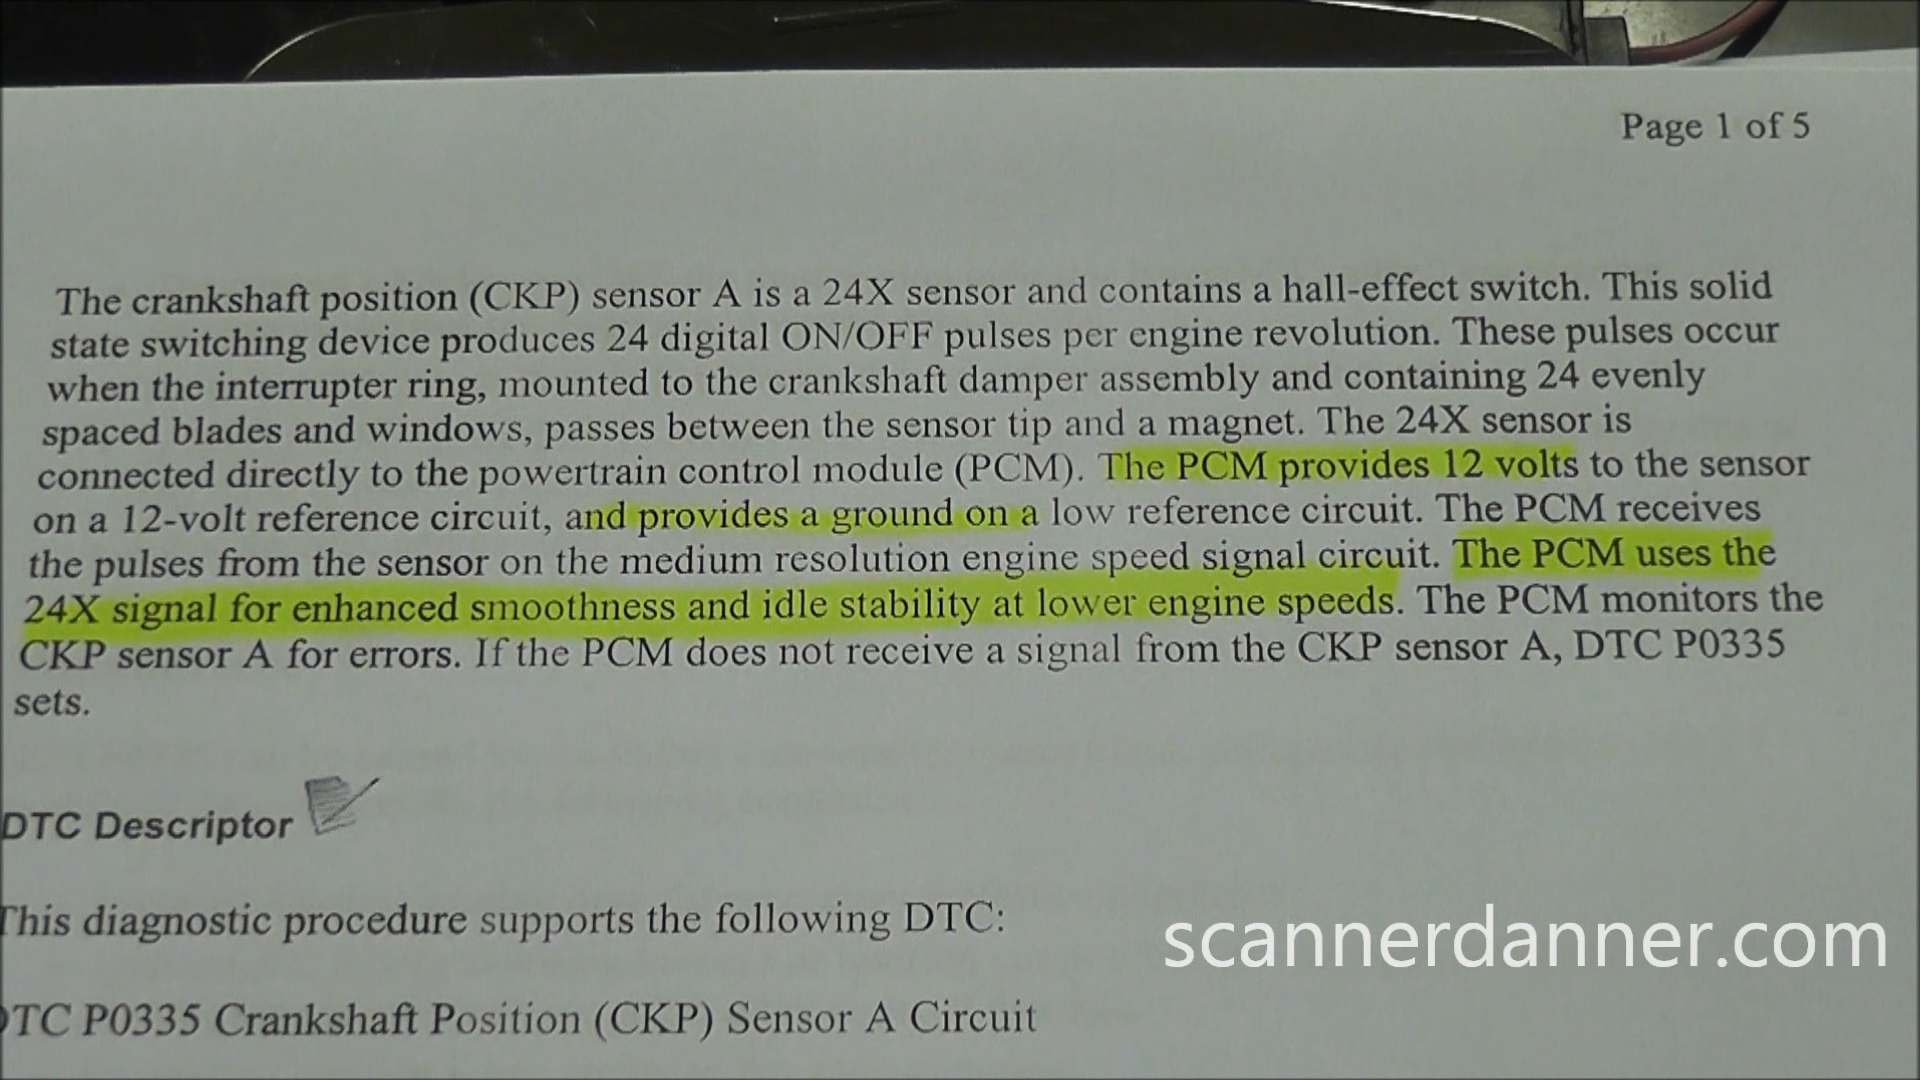 Page 1 of 5
The crankshaft position (CKP) sensor A is a 24X sensor and contains a hall-effect switch. This solid
state switching device produces 24 digital ON/OFF pulses per engine revolution. These pulses occur
when the interrupter ring, mounted to the crankshaft damper assembly and containing 24 evenly
spaced blades and windows, passes between the sensor tip and a magnet. The 24X sensor is
connected directly to the powertrain control module (PCM). The PCM provides 12 volts to the sensor
on a 12-volt reference circuit, and provides a ground on a low reference circuit. The PCM receives
the pulses from the sensor on the medium resolution engine speed signal circuit. The PCM uses the
24X signal for enhanced smoothness and idle stability at lower engine speeds. The PCM monitors the
CKP sensor A for errors. If the PCM does not receive a signal from the CKP sensor A, DTC P0335
sets.
DTC Descriptor
This diagnostic procedure supports the following DTC:
scannerdanner.com
DTC P0335 Crankshaft Position (CKP) Sensor A Circuit